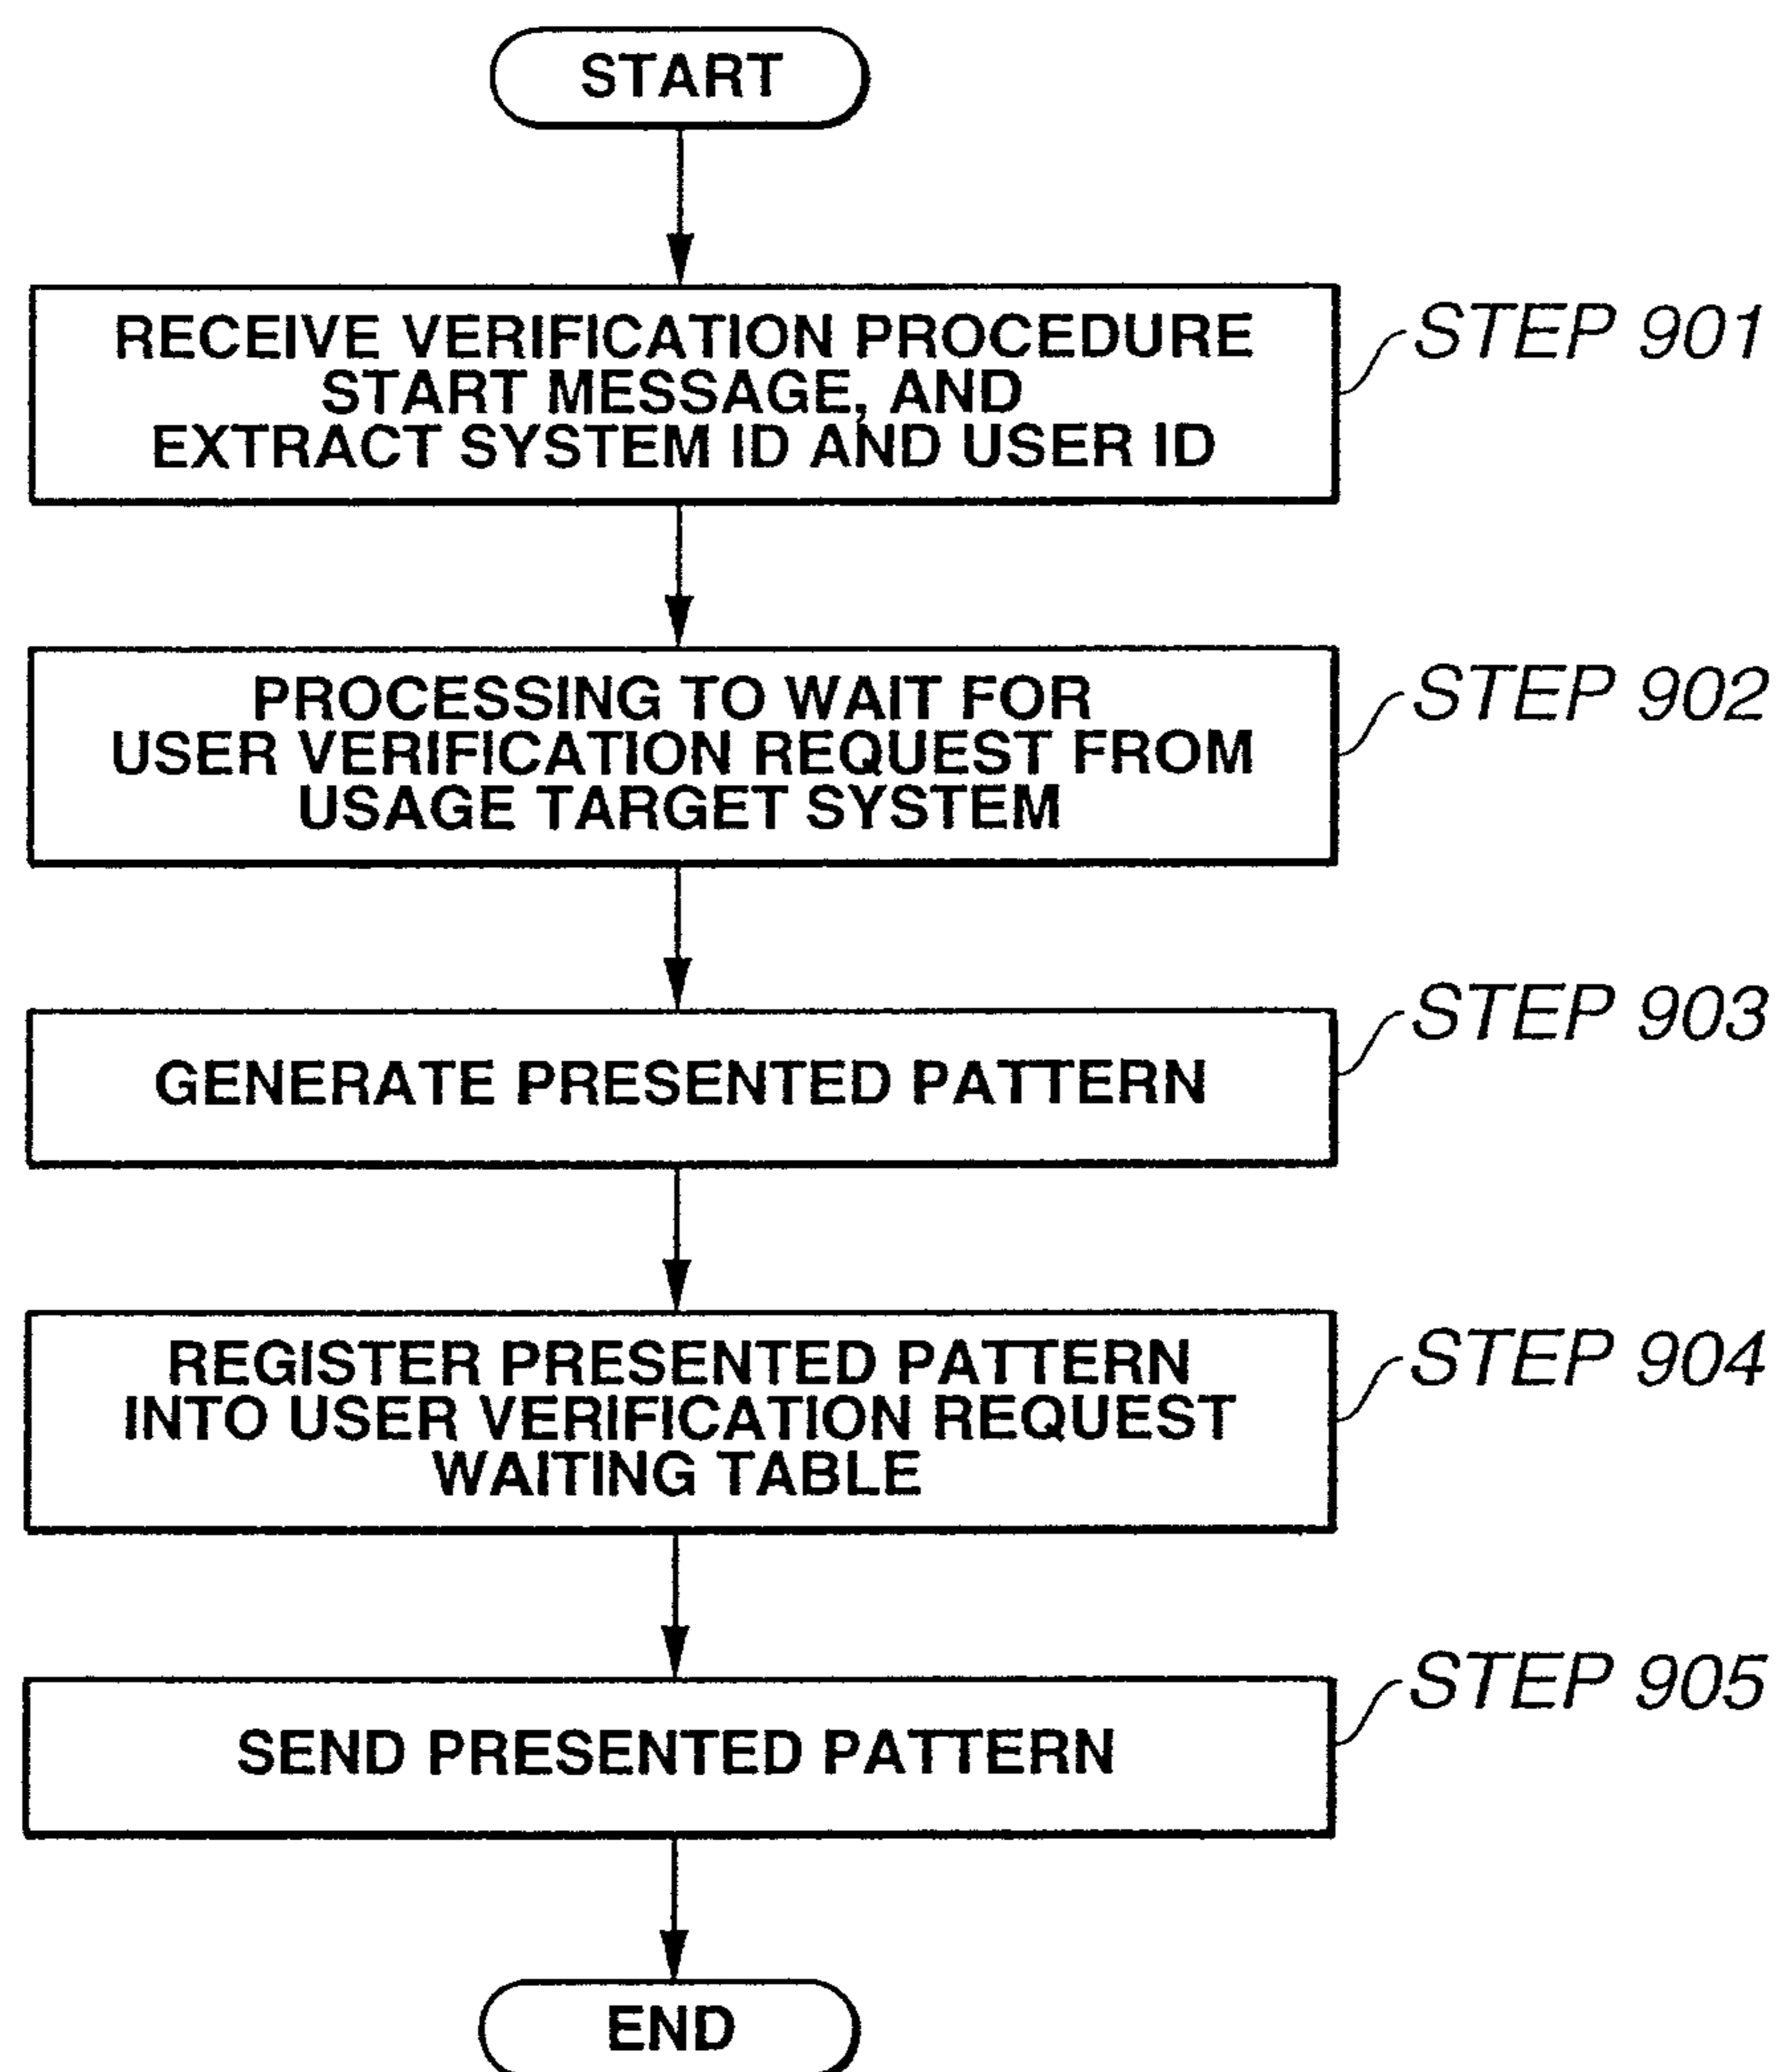 START
RECEIVE VERIFICATION PROCEDURE
START MESSAGE, AND
EXTRACT SYSTEM ID AND USER ID
STEP 901
PROCESSING TO WAIT FOR
USER VERIFICATION REQUEST FROM
USAGE TARGET SYSTEM
STEP 902
GENERATE PRESENTED PATTERN
STEP 903
REGISTER PRESENTED PATTERN
INTO USER VERIFICATION REQUEST
WAITING TABLE
STEP 904
SEND PRESENTED PATTERN
STEP 905
END